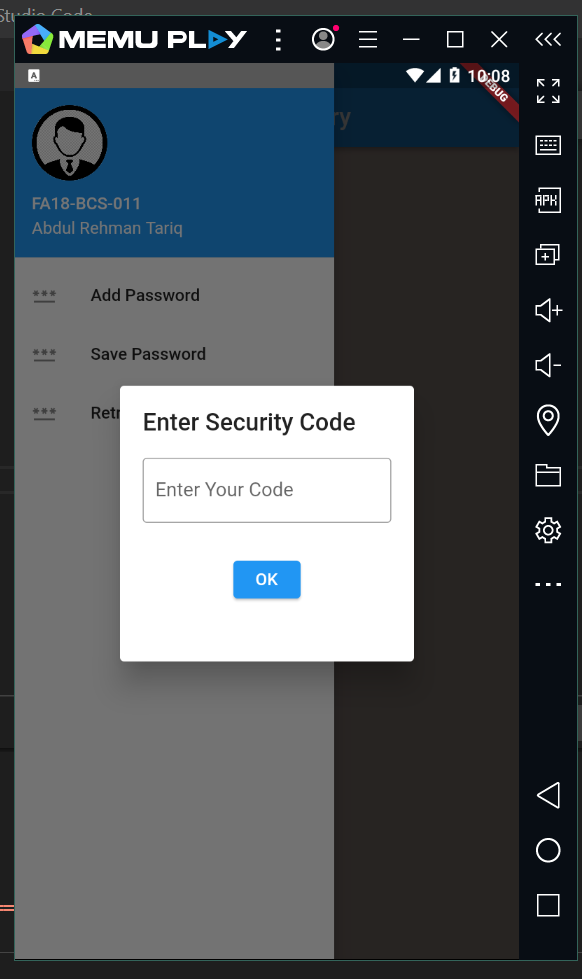 Studio Code
MEMU PLAY
A
10:08
DEBUG
ry
FA18-BCS-011
Abdul Rehman Tariq
*** Add Password
*** Save Password
*** Retr
Enter Security Code
Enter Your Code
OK
APK